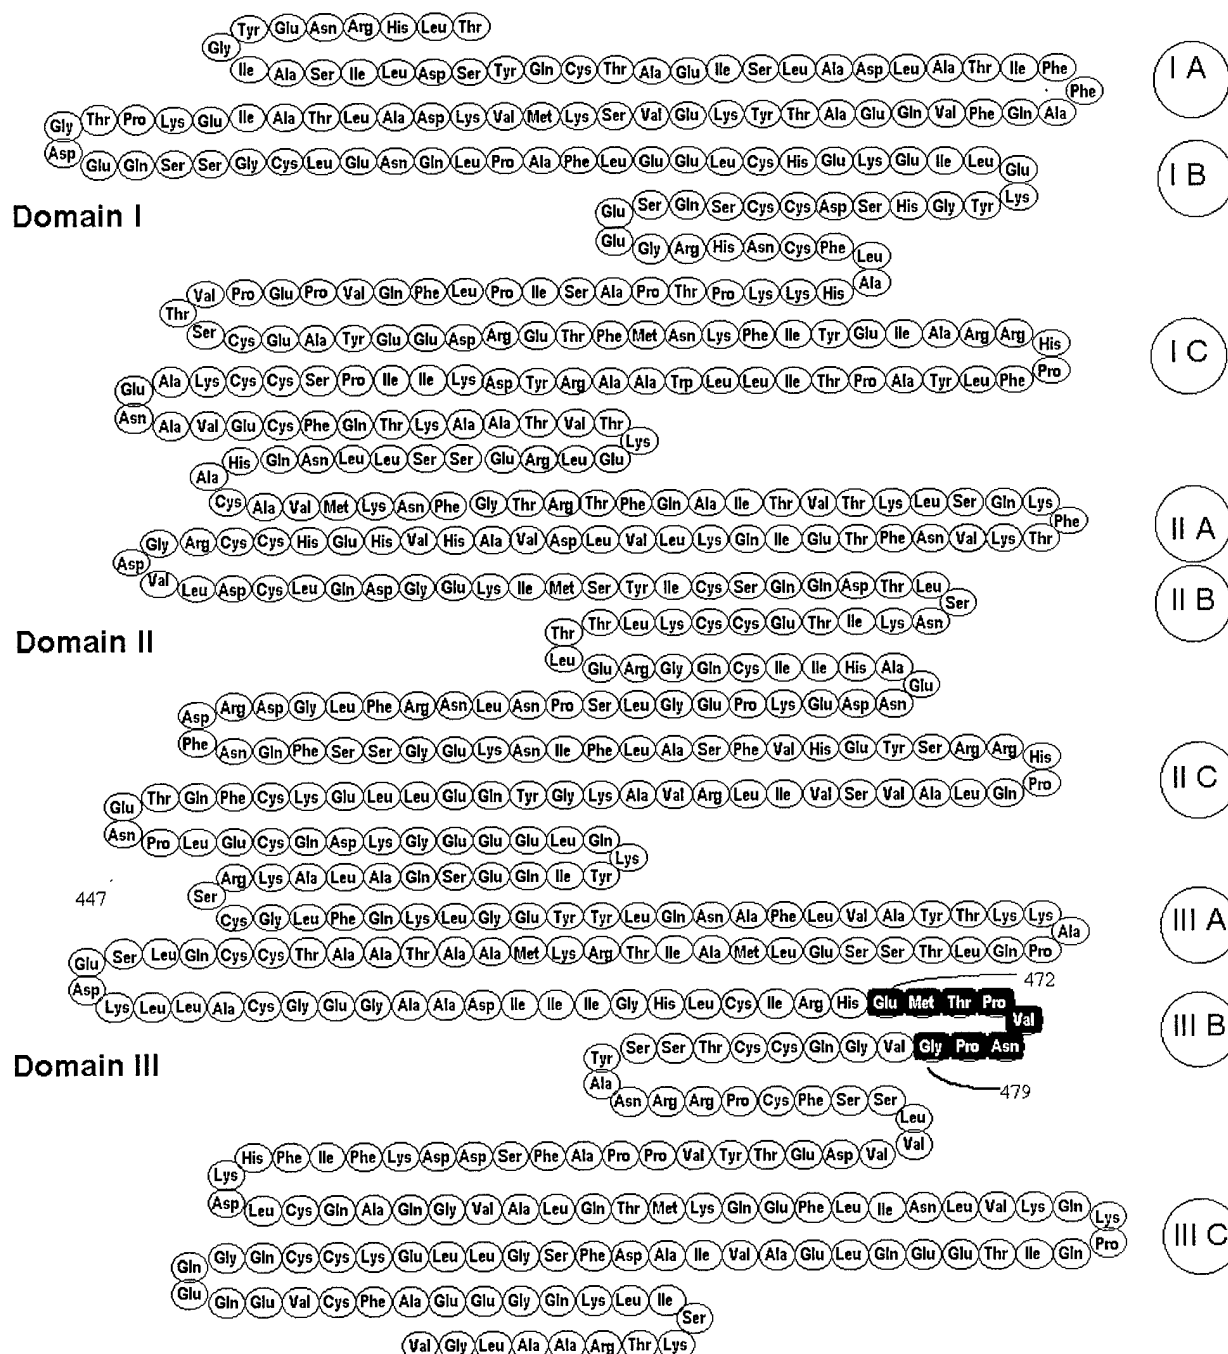 Tyr Glu Asn Arg His Leu Thr
Gly
Ile Ala Ser Ile Leu Asp Ser Tyr Gln Cys Thr Ala Glu Ile Ser Leu Ala Asp Leu Ala Thr Ile Phe
I A
Phe
Gly Thr Pro Lys Glu Ile Ala Thr Leu Ala Asp Lys Val Met Lys Ser Val Glu Lys Tyr Thr Ala Glu Gln Val Phe Gln Ala
Asp Glu Gln Ser Ser Gly Cys Leu Glu Asn Gln Leu Pro Ala Phe Leu Glu Glu Leu Cys His Glu Lys Glu Ile Leu Glu
I B
Glu Ser Gln Ser Cys Cys Asp Ser His Gly Tyr Lys
Domain I
Glu Gly Arg His Asn Cys Phe Leu
Val Pro Glu Pro Val Gln Phe Leu Pro Ile Ser Ala Pro Thr Pro Lys Lys His Ala
Thr
Ser Cys Glu Ala Tyr Glu Glu Asp Arg Glu Thr Phe Met Asn Lys Phe Ile Tyr Glu Ile Ala Arg Arg His
I C
Glu Ala Lys Cys Cys Ser Pro Ile Ile Lys Asp Tyr Arg Ala Ala Trp Leu Leu Ile Thr Pro Ala Tyr Leu Phe Pro
Asn Ala Val Glu Cys Phe Gln Thr Lys Ala Ala Thr Val Thr
Lys
Ala His Gln Asn Leu Leu Ser Ser Glu Arg Leu Glu
Cys Ala Val Met Lys Asn Phe Gly Thr Arg Thr Phe Gln Ala Ile Thr Val Thr Lys Leu Ser Gln Lys
Phe
II A
Gly Arg Cys Cys His Glu His Val His Ala Val Asp Leu Val Leu Lys Gln Ile Glu Thr Phe Asn Val Lys Thr
Asp
Val Leu Asp Cys Leu Gln Asp Gly Glu Lys Ile Met Ser Tyr Ile Cys Ser Gln Gln Asp Thr Leu
Ser
II B
Thr Thr Leu Lys Cys Cys Glu Thr Ile Lys Asn
Domain II
Leu Glu Arg Gly Gln Cys Ile Ile His Ala
Glu
Asp Arg Asp Gly Leu Phe Arg Asn Leu Asn Pro Ser Leu Gly Glu Pro Lys Glu Asp Asn
Phe Asn Gln Phe Ser Ser Gly Glu Lys Asn Ile Phe Leu Ala Ser Phe Val His Glu Tyr Ser Arg Arg His
II C
Glu Thr Gln Phe Cys Lys Glu Leu Leu Glu Gln Tyr Gly Lys Ala Val Arg Leu Ile Val Ser Val Ala Leu Gln Pro
Asn Pro Leu Glu Cys Gln Asp Lys Gly Glu Glu Glu Leu Gln
Lys
Ser Arg Lys Ala Leu Ala Gln Ser Glu Gln Ile Tyr
447
Cys Gly Leu Phe Gln Lys Leu Gly Glu Tyr Tyr Leu Gln Asn Ala Phe Leu Val Ala Tyr Thr Lys Lys
III A
Ala
Glu Ser Leu Gln Cys Cys Thr Ala Ala Thr Ala Ala Met Lys Arg Thr Ile Ala Met Leu Glu Ser Ser Thr Leu Gln Pro
472
Asp Lys Leu Leu Ala Cys Gly Glu Gly Ala Ala Asp Ile Ile Ile Gly His Leu Cys Ile Arg His Glu Met Thr Pro
Val
III B
Tyr Ser Ser Thr Cys Cys Gln Gly Val Gly Pro Asn
Domain III
Ala Asn Arg Arg Pro Cys Phe Ser Ser Leu
479
Lys His Phe Ile Phe Lys Asp Asp Ser Phe Ala Pro Pro Val Tyr Thr Glu Asp Val Val
Asp Leu Cys Gln Ala Gln Gly Val Ala Leu Gln Thr Met Lys Gln Glu Phe Leu Ile Asn Leu Val Lys Gln Lys
III C
Gln Gly Gln Cys Cys Lys Glu Leu Leu Gly Ser Phe Asp Ala Ile Val Ala Glu Leu Gln Glu Glu Thr Ile Gln Pro
Glu Gln Glu Val Cys Phe Ala Glu Glu Gly Gln Lys Leu Ile
Ser
Val Gly Leu Ala Ala Arg Thr Lys